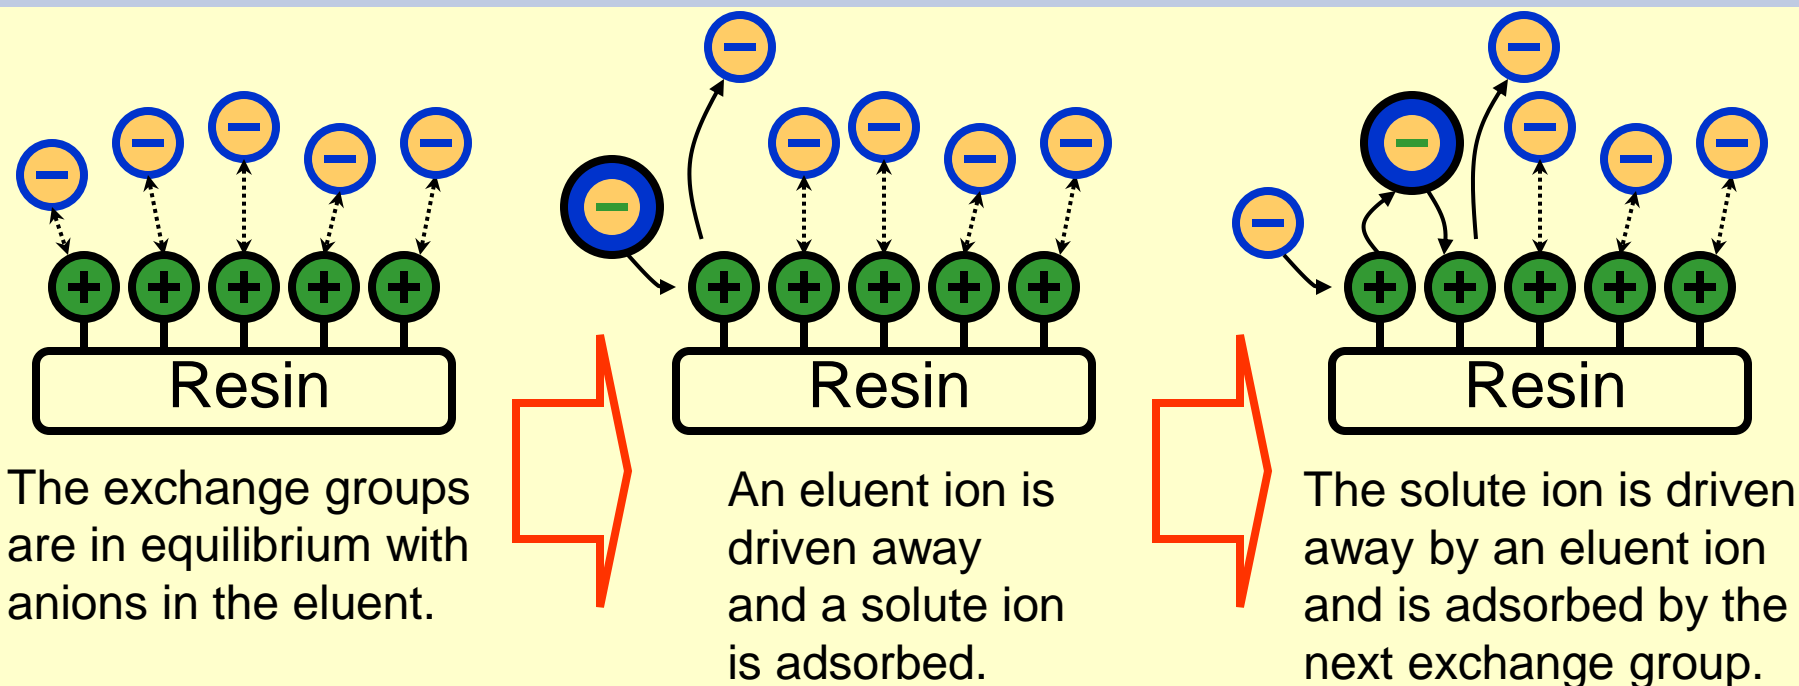 Resin
The exchange groups
are in equilibrium with
anions in the eluent.
Resin
An eluent ion is
driven away
and a solute ion
is adsorbed.
Resin
The solute ion is driven
away by an eluent ion
and is adsorbed by the
next exchange group.